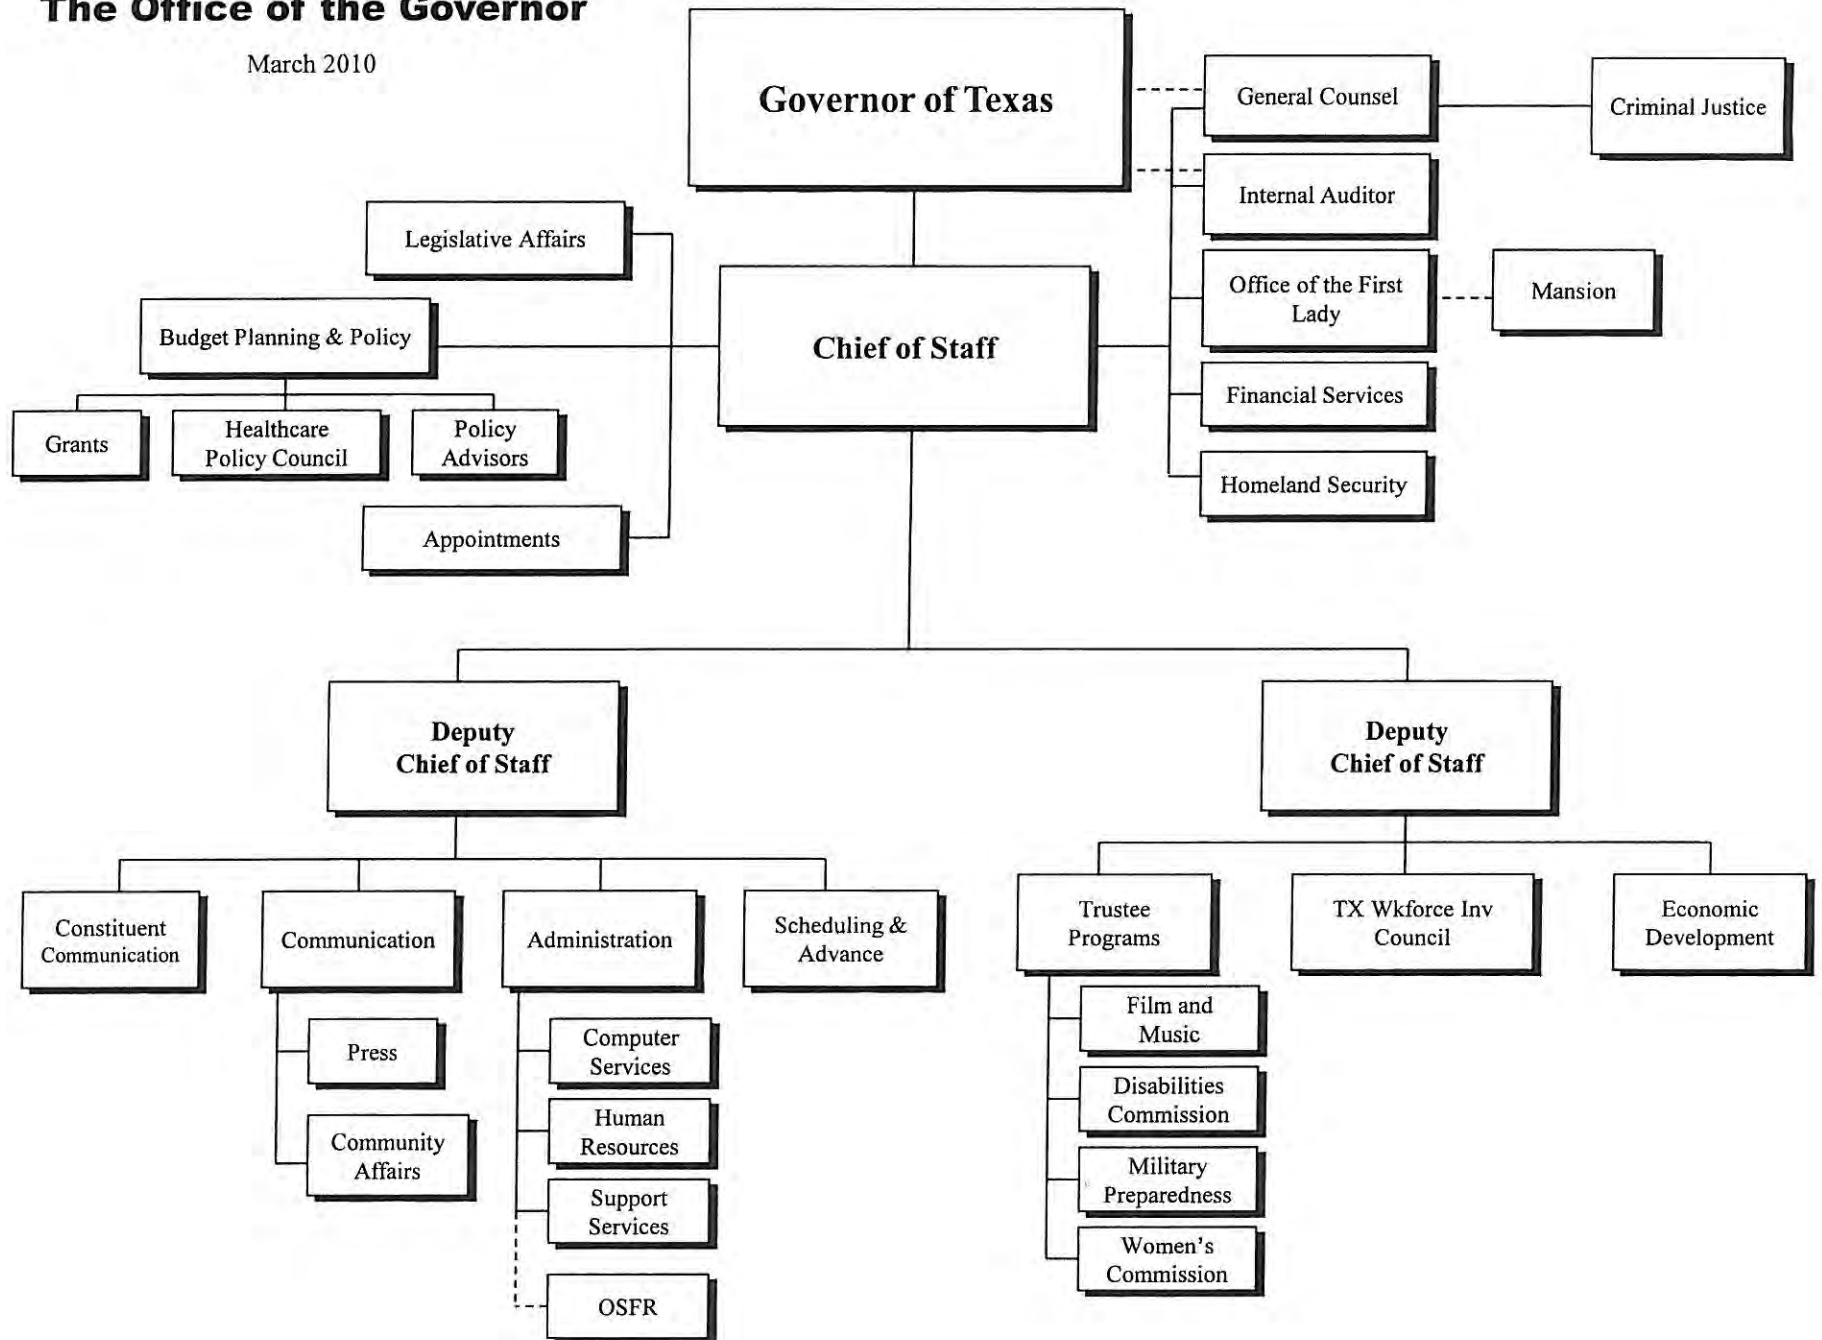 The Office of the Governor
March 2010
Governor of Texas
General Counsel
Criminal Justice
Internal Auditor
Legislative Affairs
Office of the First
Lady
Mansion
Budget Planning & Policy
Chief of Staff
Financial Services
Grants
Healthcare
Policy Council
Policy
Advisors
Homeland Security
Appointments
Deputy
Chief of Staff
Deputy
Chief of Staff
Constituent
Communication
Communication
Administration
Scheduling &
Advance
Trustee
Programs
TX Wkforce Inv
Council
Economic
Development
Press
Community
Affairs
Computer
Services
Human
Resources
Support
Services
OSFR
Film and
Music
Disabilities
Commission
Military
Preparedness
Women's
Commission